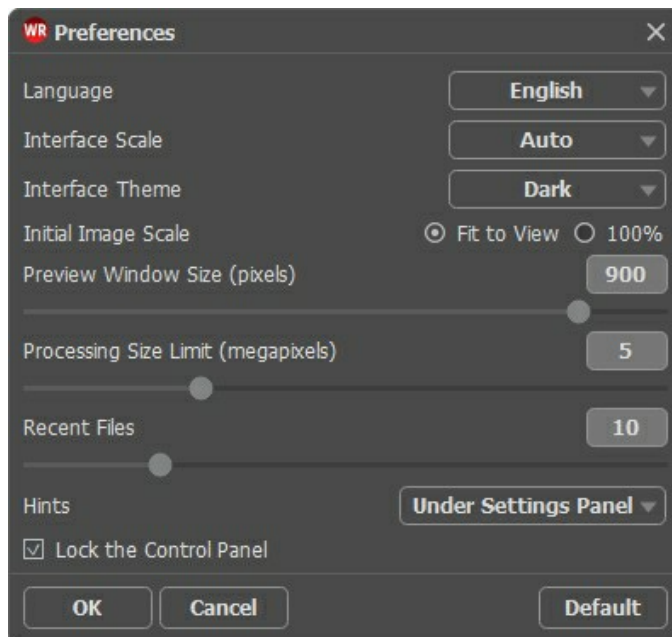 WR Preferences
Language English
Interface Scale Auto
Interface Theme Dark
Initial Image Scale Fit to View 100%
Preview Window Size (pixels) 900
Processing Size Limit (megapixels) 5
Recent Files 10
Hints Under Settings Panel
Lock the Control Panel
OK Cancel Default